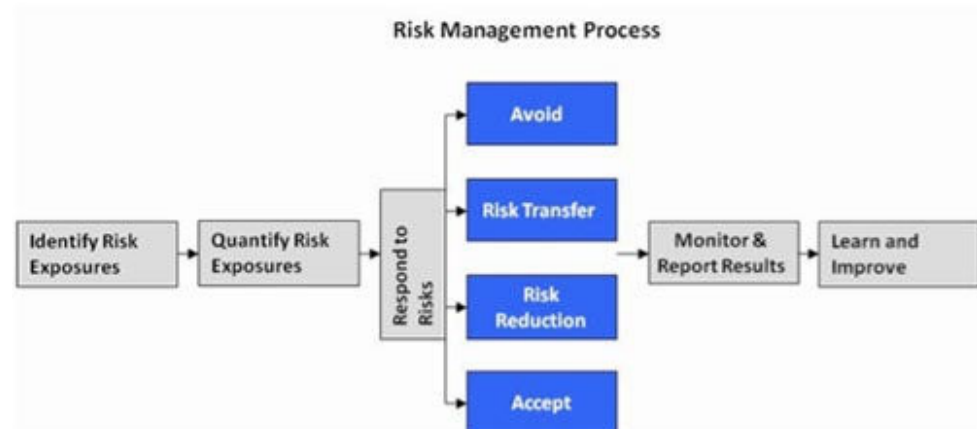 Risk Management Process
Identify Risk
Exposures
Quantify Risk
Exposures
Respond to
Risks
Avoid
Risk Transfer
Risk
Reduction
Accept
Monitor &
Report Results
Learn and
Improve